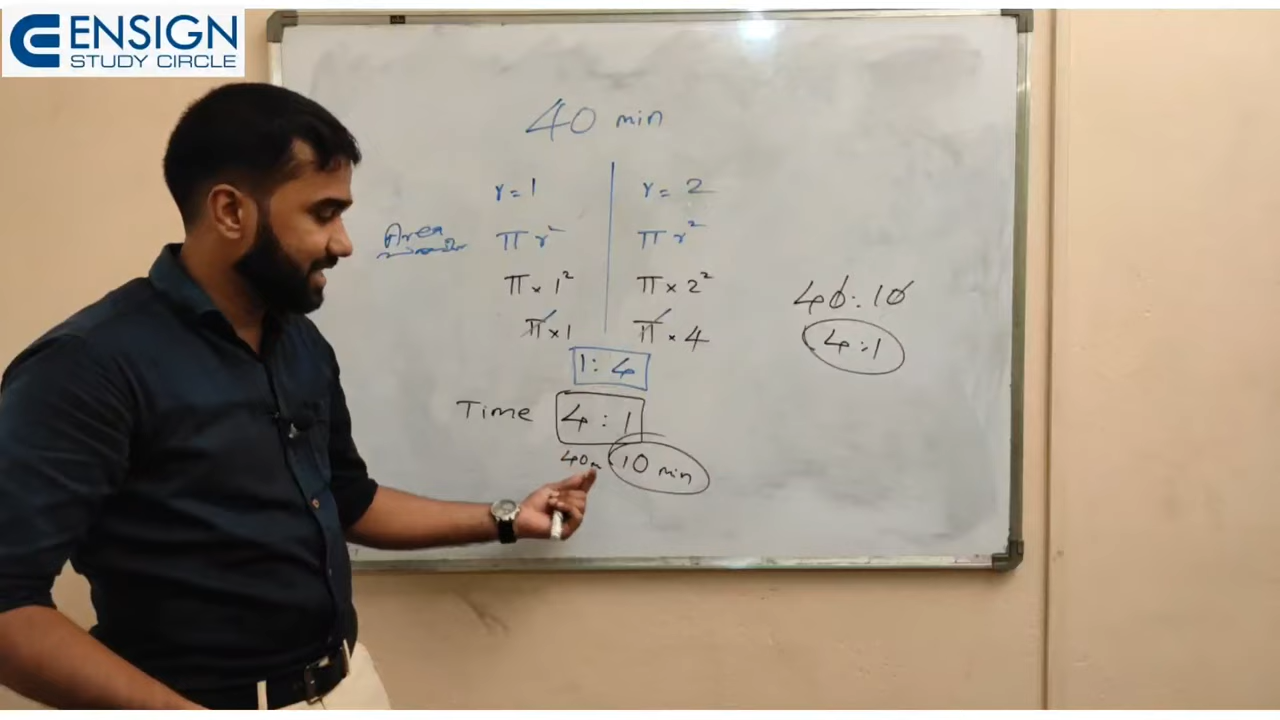 ENSIGN
STUDY CIRCLE
40 min
r = 1 r = 2
Area π r² π r²
π × 1² π × 2²
π × 1 π × 4
1 : 4
Time 4 : 1
40m 10 min
40 : 10
4 : 1